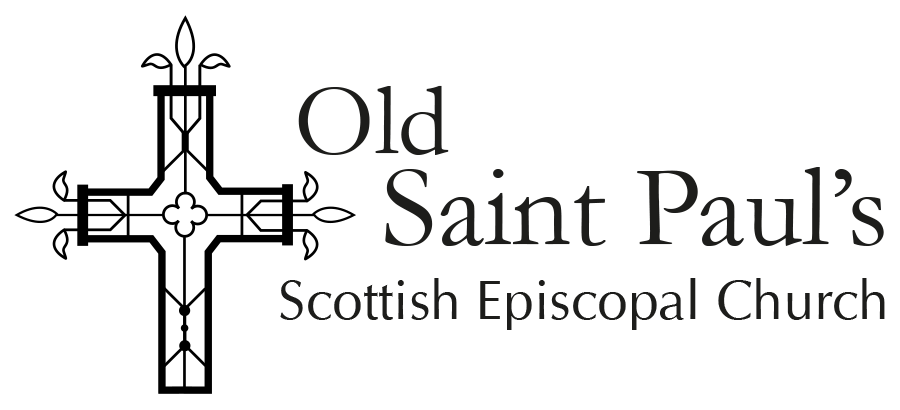 Old
Saint Paul’s
Scottish Episcopal Church